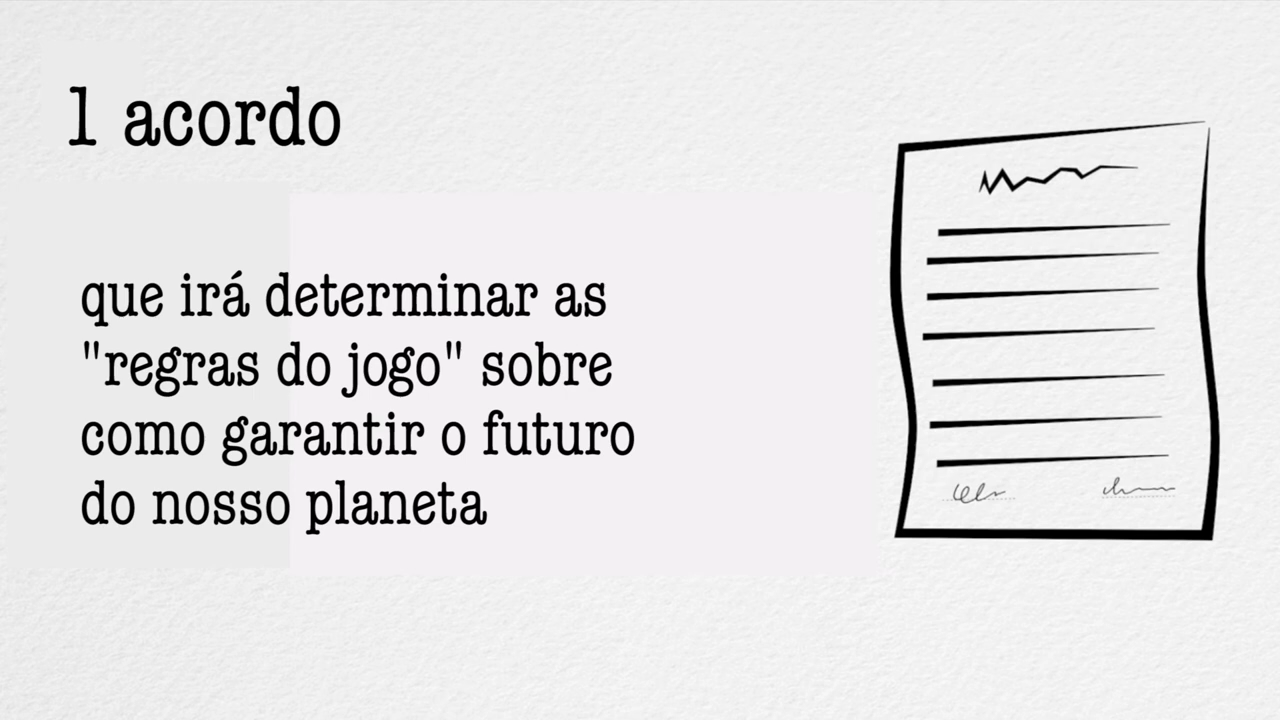 1 acordo
que irá determinar as
"regras do jogo" sobre
como garantir o futuro
do nosso planeta